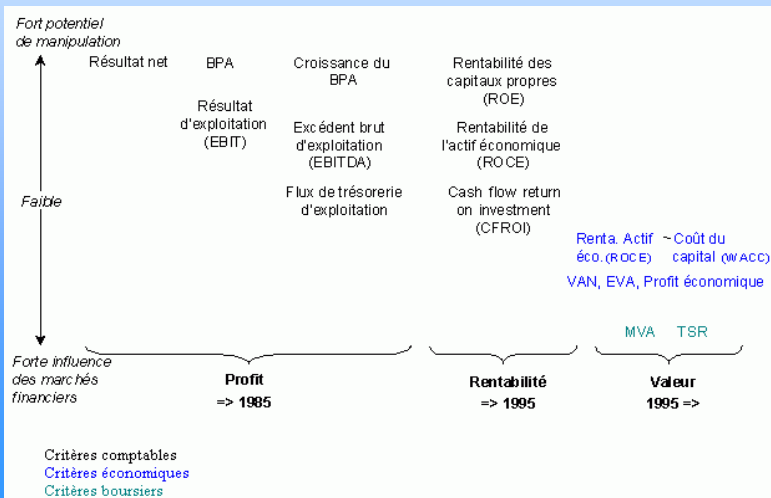 Fort potentiel
de manipulation
Résultat net
BPA
Croissance du
BPA
Rentabilité des
capitaux propres
(ROE)
Résultat
d'exploitation
(EBIT)
Excédent brut
d'exploitation
(EBITDA)
Rentabilité de
l'actif économique
(ROCE)
Faible
Flux de trésorerie
d'exploitation
Cash flow return
on investment
(CFROI)
Renta. Actif ~ Coût du
éco.(ROCE) capital (WACC)
VAN, EVA, Profit économique
MVA TSR
Forte influence
des marchés
financiers
Profit
=> 1985
Rentabilité
=> 1995
Valeur
1995 =>
Critères comptables
Critères économiques
Critères boursiers